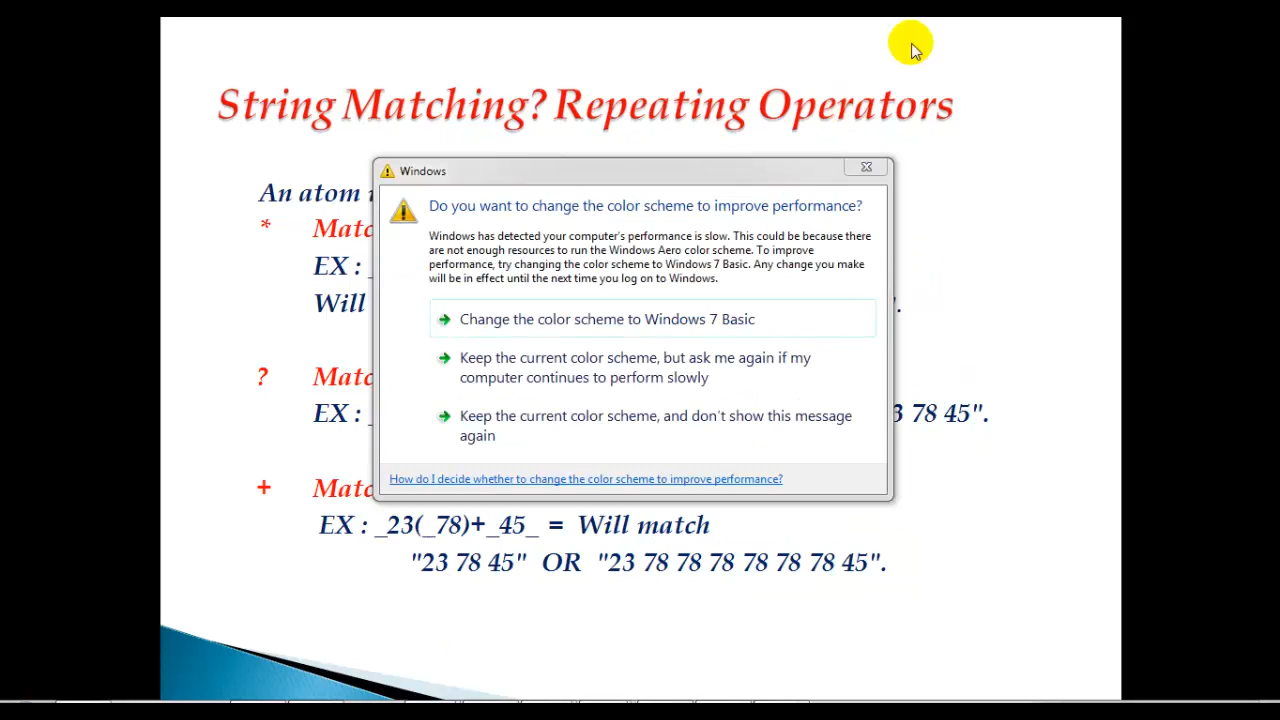 String Matching? Repeating Operators
Windows
Do you want to change the color scheme to improve performance?
Windows has detected your computer's performance is slow. This could be because there
are not enough resources to run the Windows Aero color scheme. To improve
performance, try changing the color scheme to Windows 7 Basic. Any change you make
will be in effect until the next time you log on to Windows.
Change the color scheme to Windows 7 Basic
Keep the current color scheme, but ask me again if my
computer continues to perform slowly
Keep the current color scheme, and don't show this message
again
How do I decide whether to change the color scheme to improve performance?
An atom
*
EX :
Will
?
EX : 78 45".
+
EX : _23(_78)+_45_ = Will match
"23 78 45" OR "23 78 78 78 78 78 78 45".